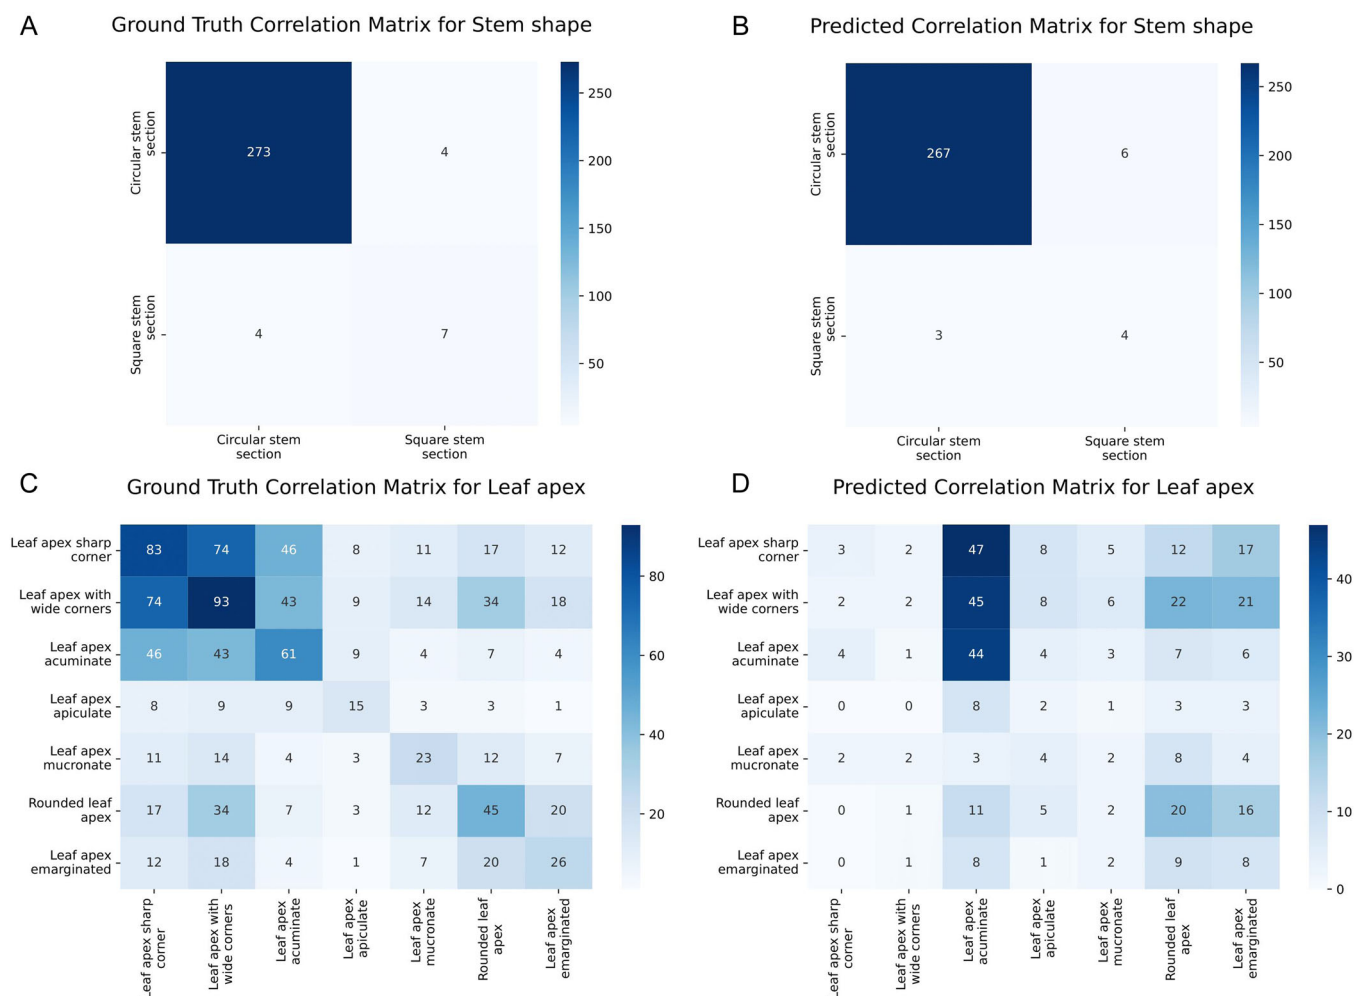 A
Ground Truth Correlation Matrix for Stem shape
Circular stem
section
273
4
Square stem
section
4
7
Circular stem
section
Square stem
section
250
200
150
100
50
B
Predicted Correlation Matrix for Stem shape
Circular stem
section
267
6
Square stem
section
3
4
Circular stem
section
Square stem
section
250
200
150
100
50
C
Ground Truth Correlation Matrix for Leaf apex
Leaf apex sharp
corner
83 74 46 8 11 17 12
Leaf apex with
wide corners
74 93 43 9 14 34 18
Leaf apex
acuminate
46 43 61 9 4 7 4
Leaf apex
apiculate
8 9 9 15 3 3 1
Leaf apex
mucronate
11 14 4 3 23 12 7
Rounded leaf
apex
17 34 7 3 12 45 20
Leaf apex
emarginated
12 18 4 1 7 20 26
Leaf apex sharp
corner
Leaf apex with
wide corners
Leaf apex
acuminate
Leaf apex
apiculate
Leaf apex
mucronate
Rounded leaf
apex
Leaf apex
emarginated
80
60
40
20
D
Predicted Correlation Matrix for Leaf apex
Leaf apex sharp
corner
3 2 47 8 5 12 17
Leaf apex with
wide corners
2 2 45 8 6 22 21
Leaf apex
acuminate
4 1 44 4 3 7 6
Leaf apex
apiculate
0 0 8 2 1 3 3
Leaf apex
mucronate
2 2 3 4 2 8 4
Rounded leaf
apex
0 1 11 5 2 20 16
Leaf apex
emarginated
0 1 8 1 2 9 8
Leaf apex sharp
corner
Leaf apex with
wide corners
Leaf apex
acuminate
Leaf apex
apiculate
Leaf apex
mucronate
Rounded leaf
apex
Leaf apex
emarginated
40
30
20
10
0